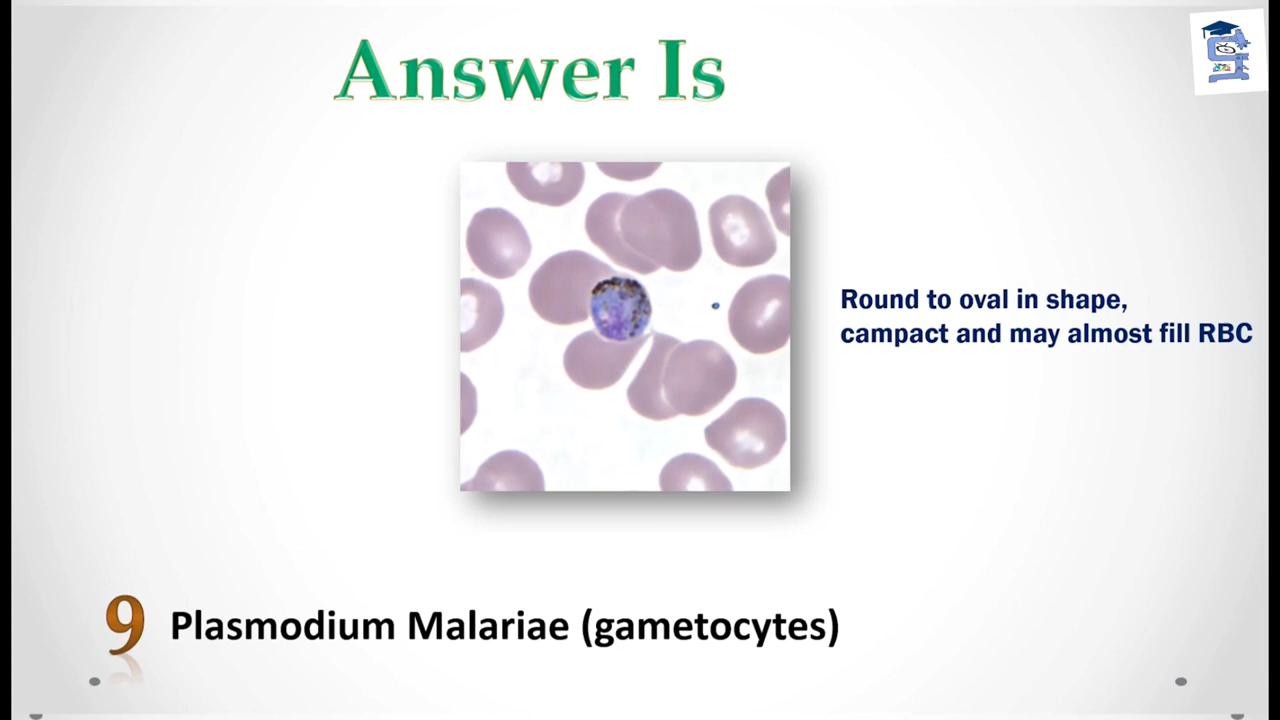 Answer Is
Round to oval in shape,
campact and may almost fill RBC
9 Plasmodium Malariae (gametocytes)